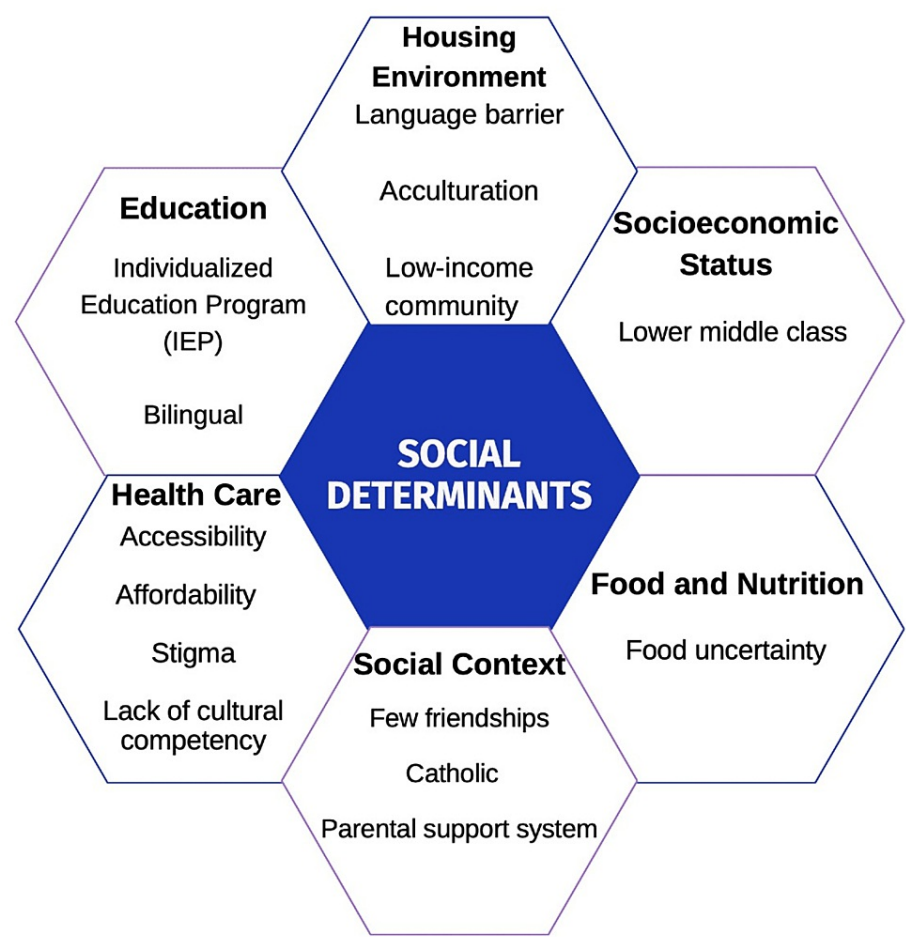 Housing
Environment
Language barrier
Acculturation
Low-income
community
Education
Individualized
Education Program
(IEP)
Bilingual
Socioeconomic
Status
Lower middle class
SOCIAL
DETERMINANTS
Health Care
Accessibility
Affordability
Stigma
Lack of cultural
competency
Food and Nutrition
Food uncertainty
Social Context
Few friendships
Catholic
Parental support system